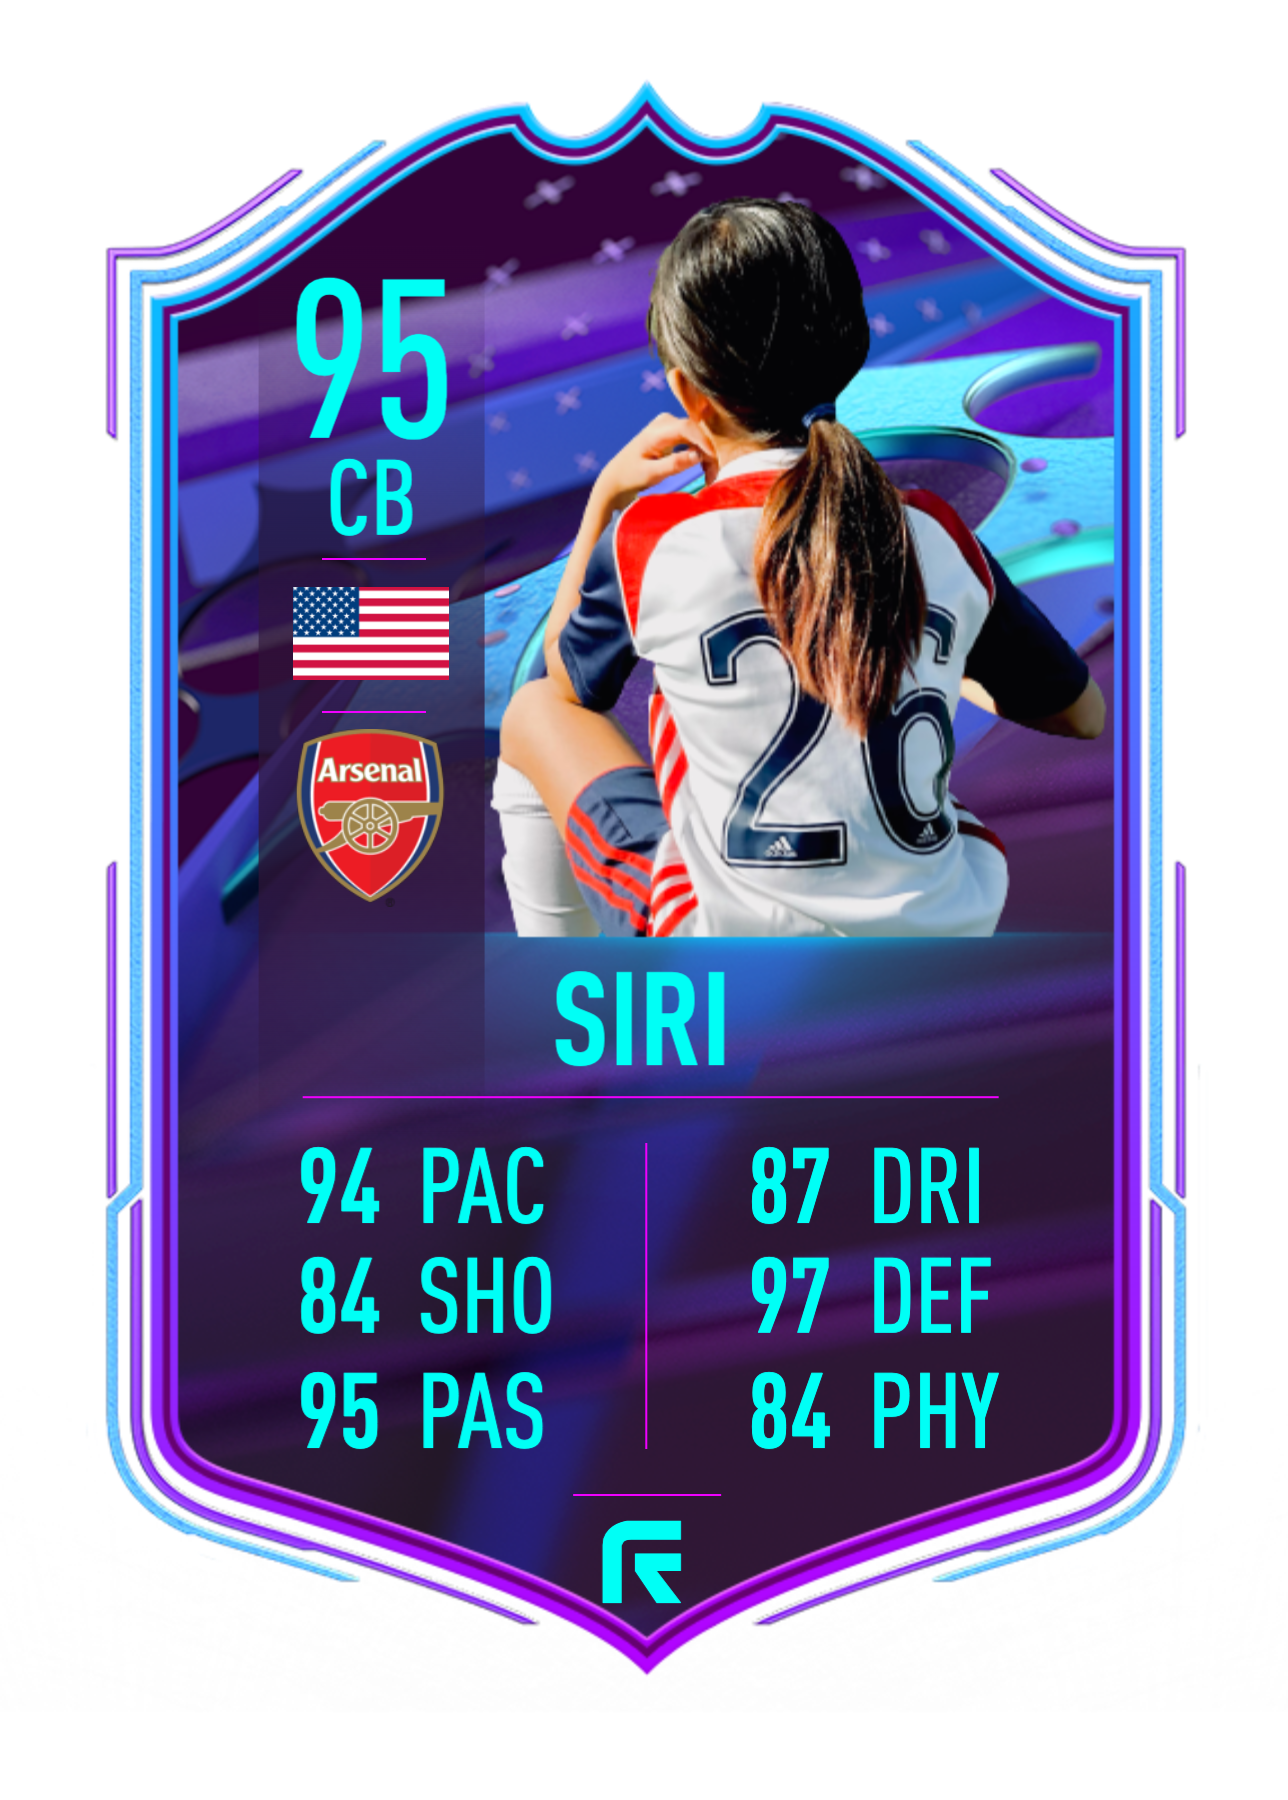 95
CB
Arsenal
26
SIRI
94 PAC
84 SHO
95 PAS
87 DRI
97 DEF
84 PHY